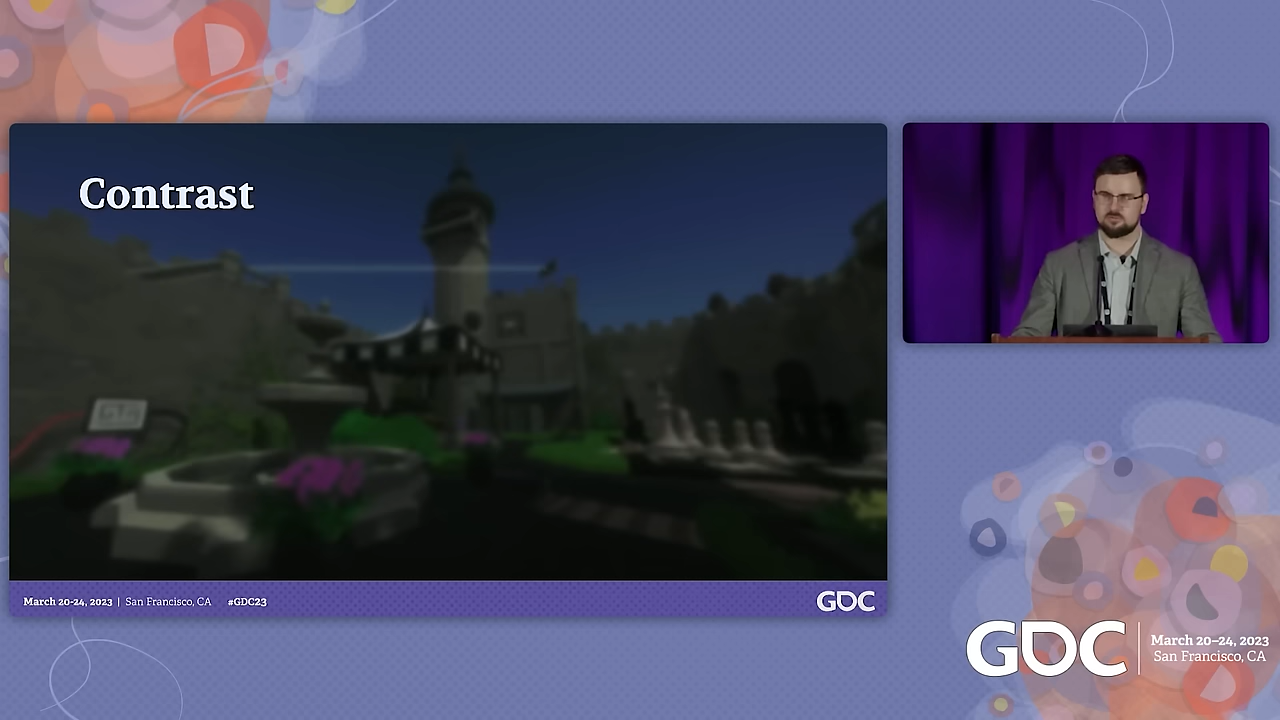 Contrast
March 20-24, 2023 | San Francisco, CA #GDC23
GDC
GDC
March 20–24, 2023
San Francisco, CA